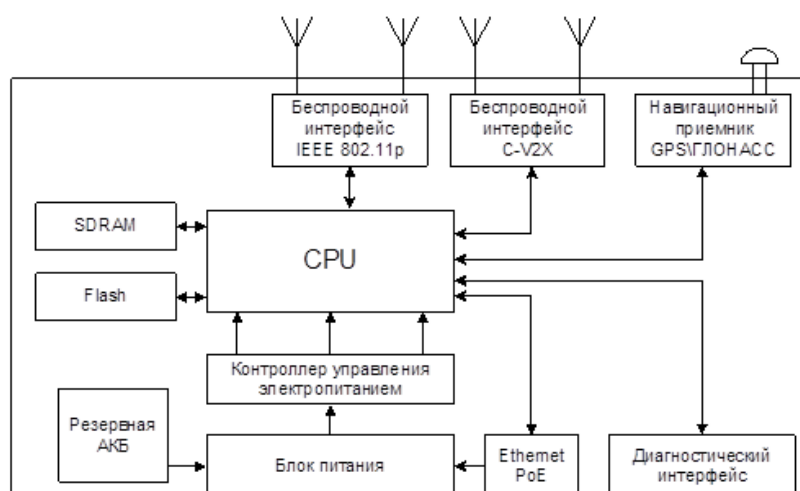 Беспроводной
интерфейс
IEEE 802.11p
Беспроводной
интерфейс
C-V2X
Навигационный
приемник
GPS\ГЛОНАСС
SDRAM
CPU
Flash
Контроллер управления
электропитанием
Резервная
АКБ
Блок питания
Ethernet
PoE
Диагностический
интерфейс